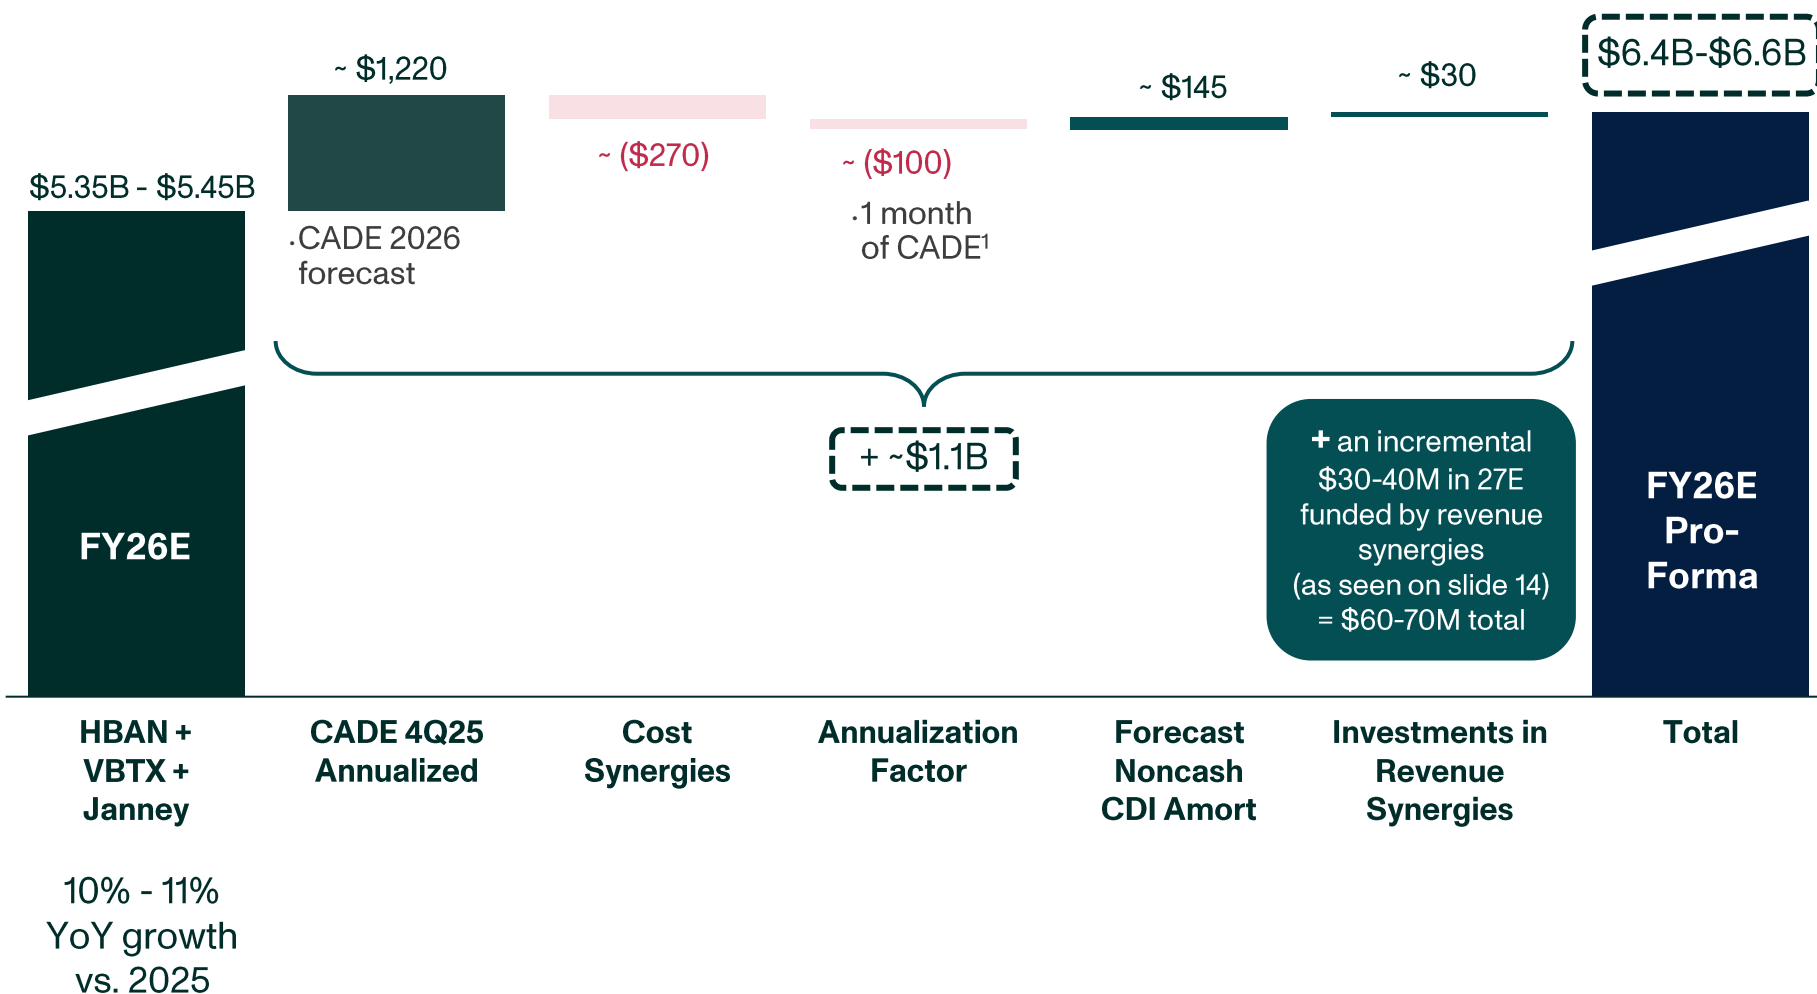 $6.4B-$6.6B
~ $1,220
~ $145
~ $30
~ ($270)
~ ($100)
$5.35B - $5.45B
.1 month
of CADE¹
.CADE 2026
forecast
+ ~$1.1B
+ an incremental
$30-40M in 27E
funded by revenue
synergies
(as seen on slide 14)
= $60-70M total
FY26E
FY26E
Pro-
Forma
HBAN +
VBTX +
Janney
CADE 4Q25
Annualized
Cost
Synergies
Annualization
Factor
Forecast
Noncash
CDI Amort
Investments in
Revenue
Synergies
Total
10% - 11%
YoY growth
vs. 2025